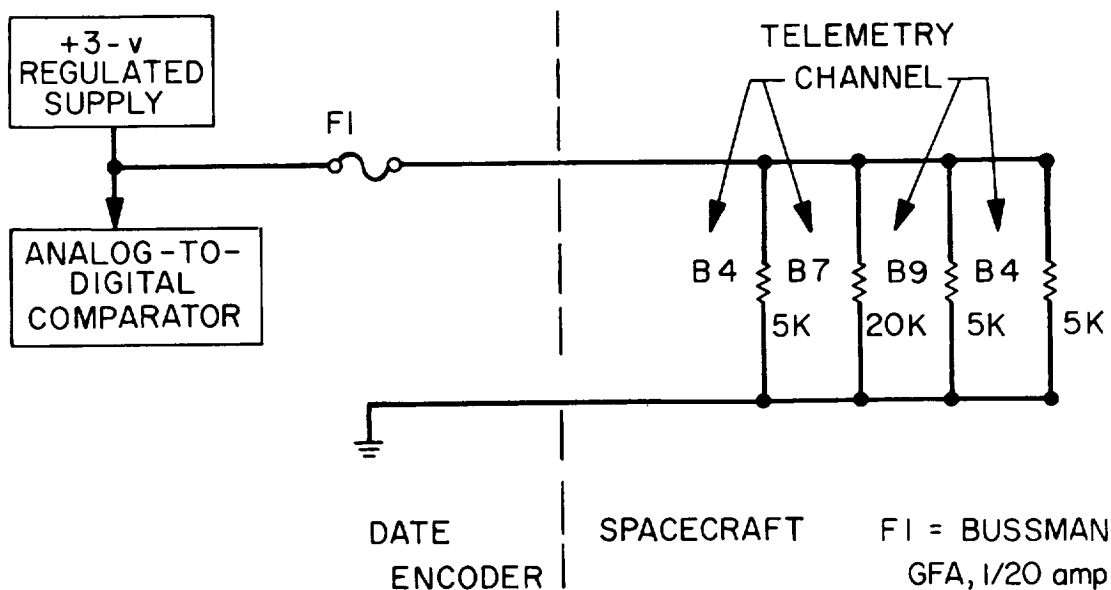 +3-v
REGULATED
SUPPLY
F1
TELEMETRY
CHANNEL
ANALOG-TO-
DIGITAL
COMPARATOR
B4
B7
B9
B4
5K
20K
5K
5K
DATE
ENCODER
SPACECRAFT
F1 = BUSSMAN
GFA, 1/20 amp